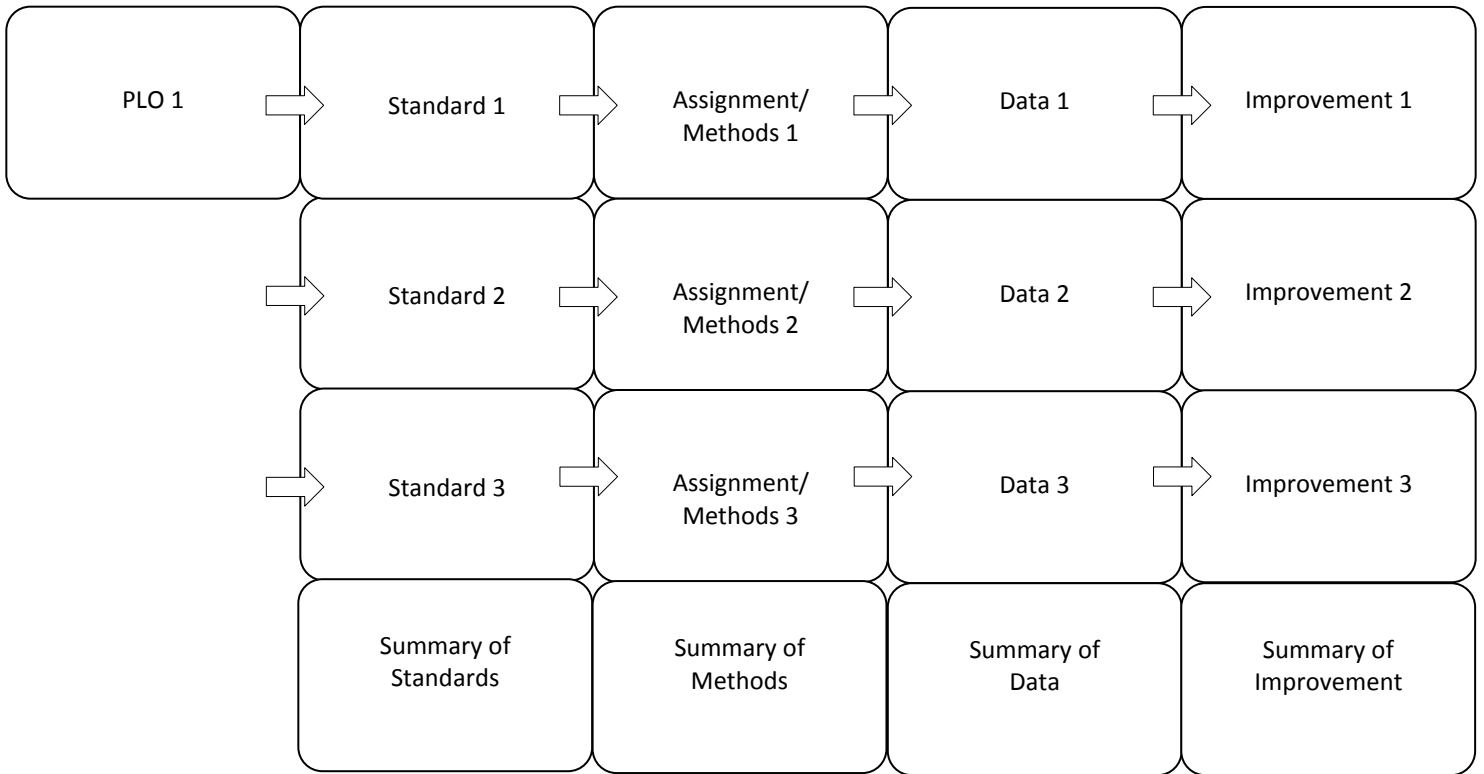 PLO 1
Standard 1
Assignment/
Methods 1
Data 1
Improvement 1
Standard 2
Assignment/
Methods 2
Data 2
Improvement 2
Standard 3
Assignment/
Methods 3
Data 3
Improvement 3
Summary of
Standards
Summary of
Methods
Summary of
Data
Summary of
Improvement